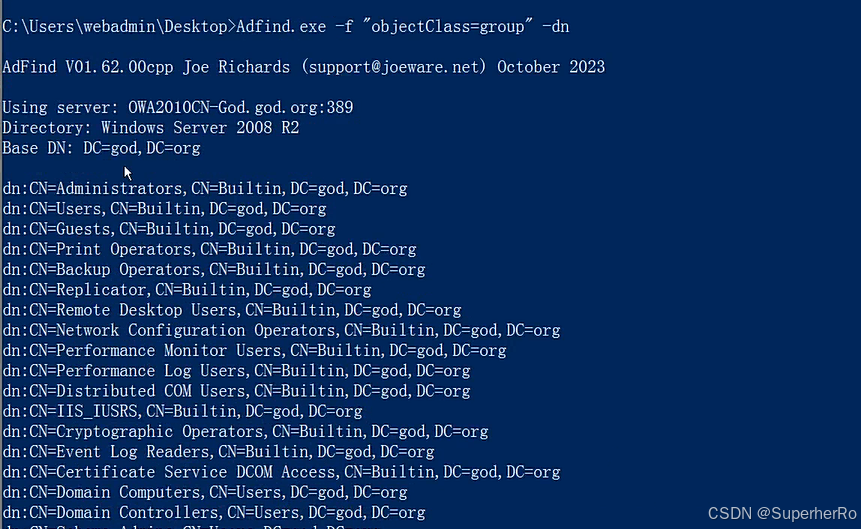 C:\Users\webadmin\Desktop>Adfind.exe -f "objectClass=group" -dn
AdFind V01.62.00cpp Joe Richards (support@joeware.net) October 2023
Using server: OWA2010CN-God.god.org:389
Directory: Windows Server 2008 R2
Base DN: DC=god,DC=org
dn:CN=Administrators,CN=Builtin,DC=god,DC=org
dn:CN=Users,CN=Builtin,DC=god,DC=org
dn:CN=Guests,CN=Builtin,DC=god,DC=org
dn:CN=Print Operators,CN=Builtin,DC=god,DC=org
dn:CN=Backup Operators,CN=Builtin,DC=god,DC=org
dn:CN=Replicator,CN=Builtin,DC=god,DC=org
dn:CN=Remote Desktop Users,CN=Builtin,DC=god,DC=org
dn:CN=Network Configuration Operators,CN=Builtin,DC=god,DC=org
dn:CN=Performance Monitor Users,CN=Builtin,DC=god,DC=org
dn:CN=Performance Log Users,CN=Builtin,DC=god,DC=org
dn:CN=Distributed COM Users,CN=Builtin,DC=god,DC=org
dn:CN=IIS_IUSRS,CN=Builtin,DC=god,DC=org
dn:CN=Cryptographic Operators,CN=Builtin,DC=god,DC=org
dn:CN=Event Log Readers,CN=Builtin,DC=god,DC=org
dn:CN=Certificate Service DCOM Access,CN=Builtin,DC=god,DC=org
dn:CN=Domain Computers,CN=Users,DC=god,DC=org
dn:CN=Domain Controllers,CN=Users,DC=god,DC=org
CSDN @SuperherRo